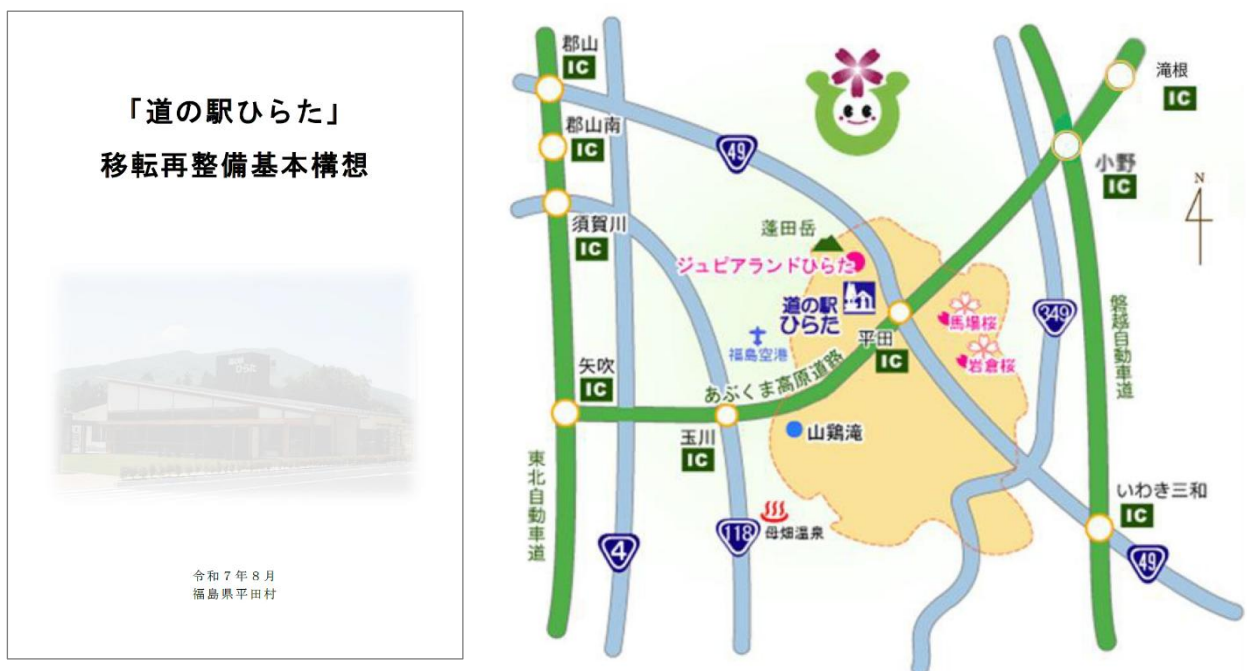 「道の駅ひらた」
移転再整備基本構想
令和7年8月
福島県平田村
郡山
IC
滝根
IC
郡山南
IC
49
小野
IC
N
須賀川
IC
蓬田岳
ジュピアランドひらた
道の駅
ひらた
馬場桜
349
磐越自動車道
福島空港
平田
IC
岩倉桜
矢吹
IC
あぶくま高原道路
玉川
IC
山鶏滝
東北自動車道
いわき三和
IC
4
118
母畑温泉
49